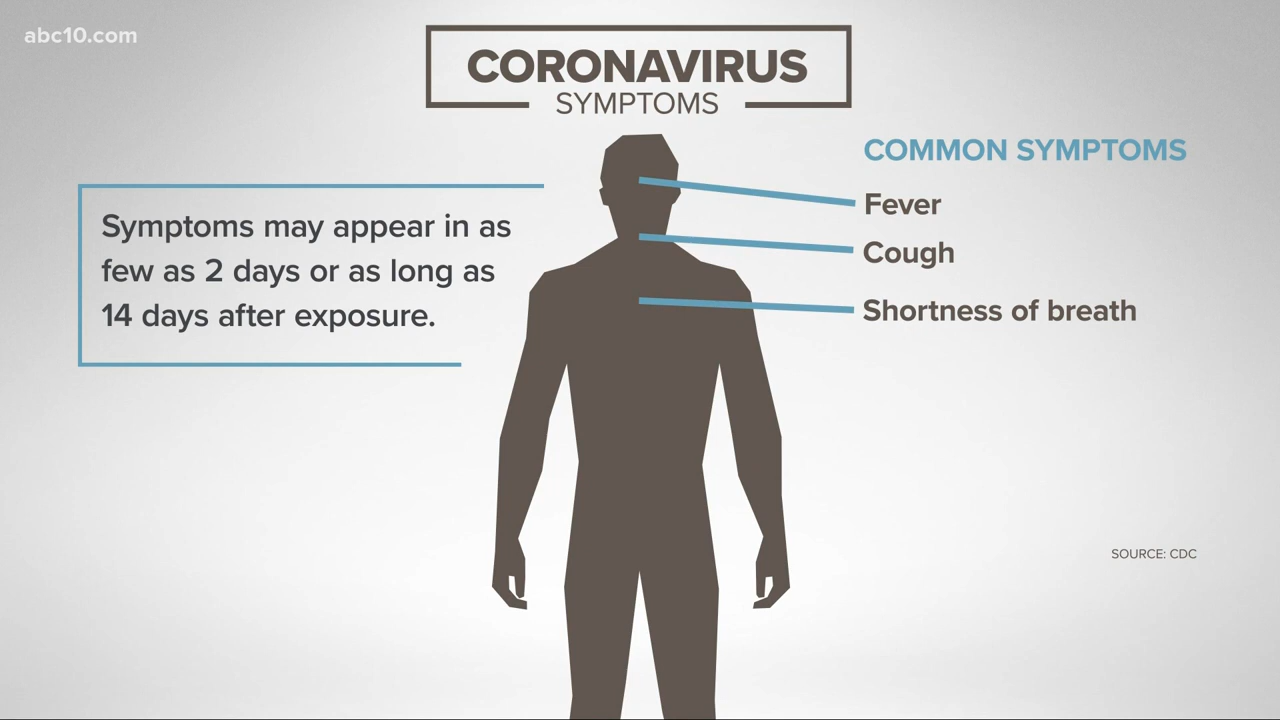 abc10.com
CORONAVIRUS
SYMPTOMS
Symptoms may appear in as
few as 2 days or as long as
14 days after exposure.
COMMON SYMPTOMS
Fever
Cough
Shortness of breath
SOURCE: CDC